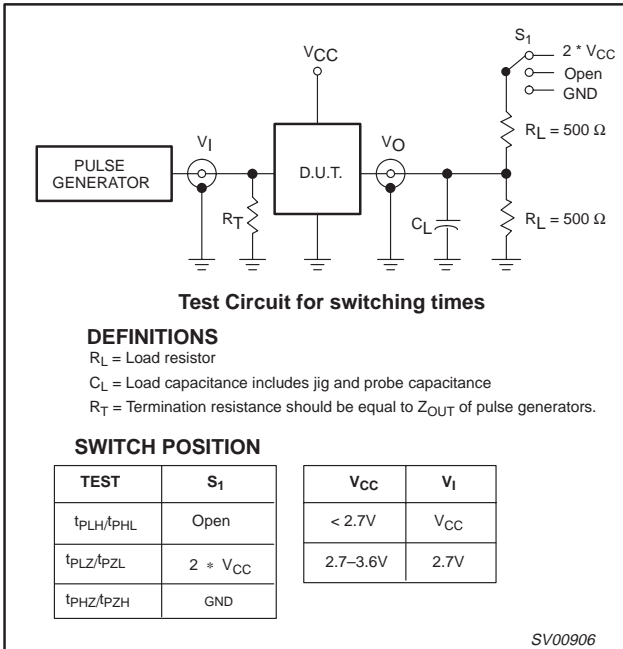 S1
2 * VCC
Open
GND
VCC
RL = 500 Ω
VI
VO
PULSE
GENERATOR
D.U.T.
RT
CL
RL = 500 Ω
Test Circuit for switching times
DEFINITIONS
RL = Load resistor
CL = Load capacitance includes jig and probe capacitance
RT = Termination resistance should be equal to ZOUT of pulse generators.
SWITCH POSITION
TEST S1
tPLH/tPHL Open
tPLZ/tPZL 2 * VCC
tPHZ/tPZH GND
VCC VI
< 2.7V VCC
2.7–3.6V 2.7V
SV00906